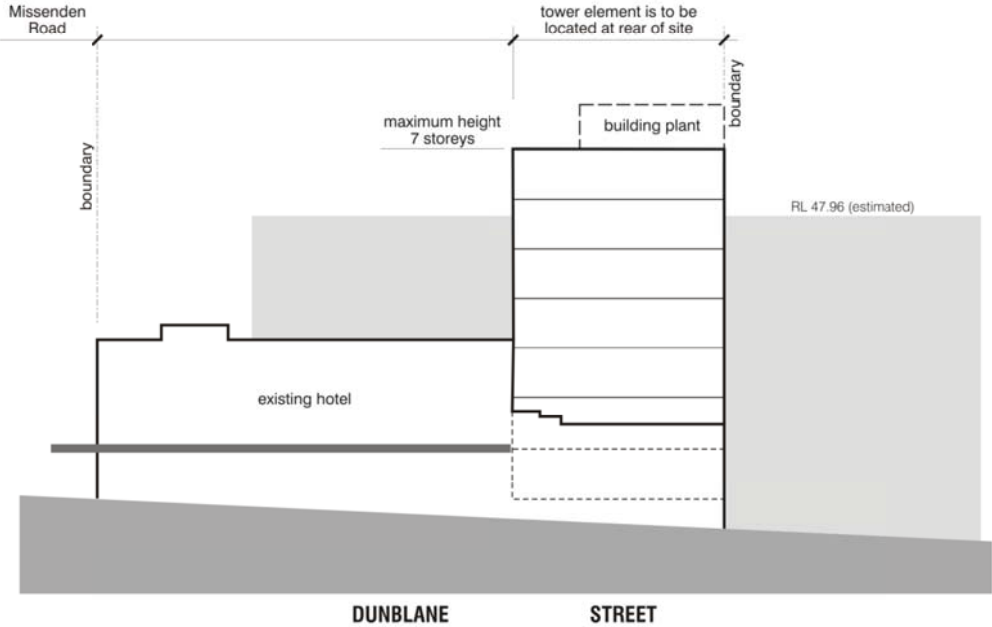 Missenden
Road
tower element is to be
located at rear of site
boundary
boundary
building plant
maximum height
7 storeys
RL 47.96 (estimated)
existing hotel
DUNBLANE STREET